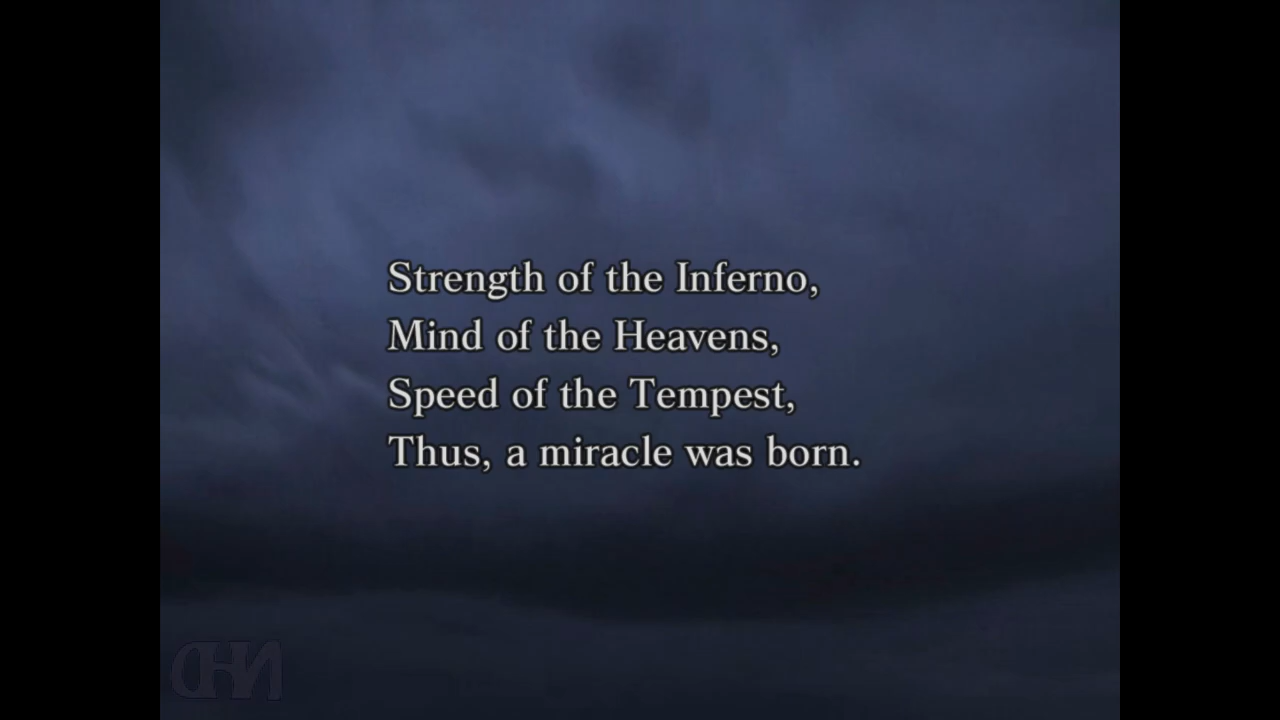 Strength of the Inferno,
Mind of the Heavens,
Speed of the Tempest,
Thus, a miracle was born.